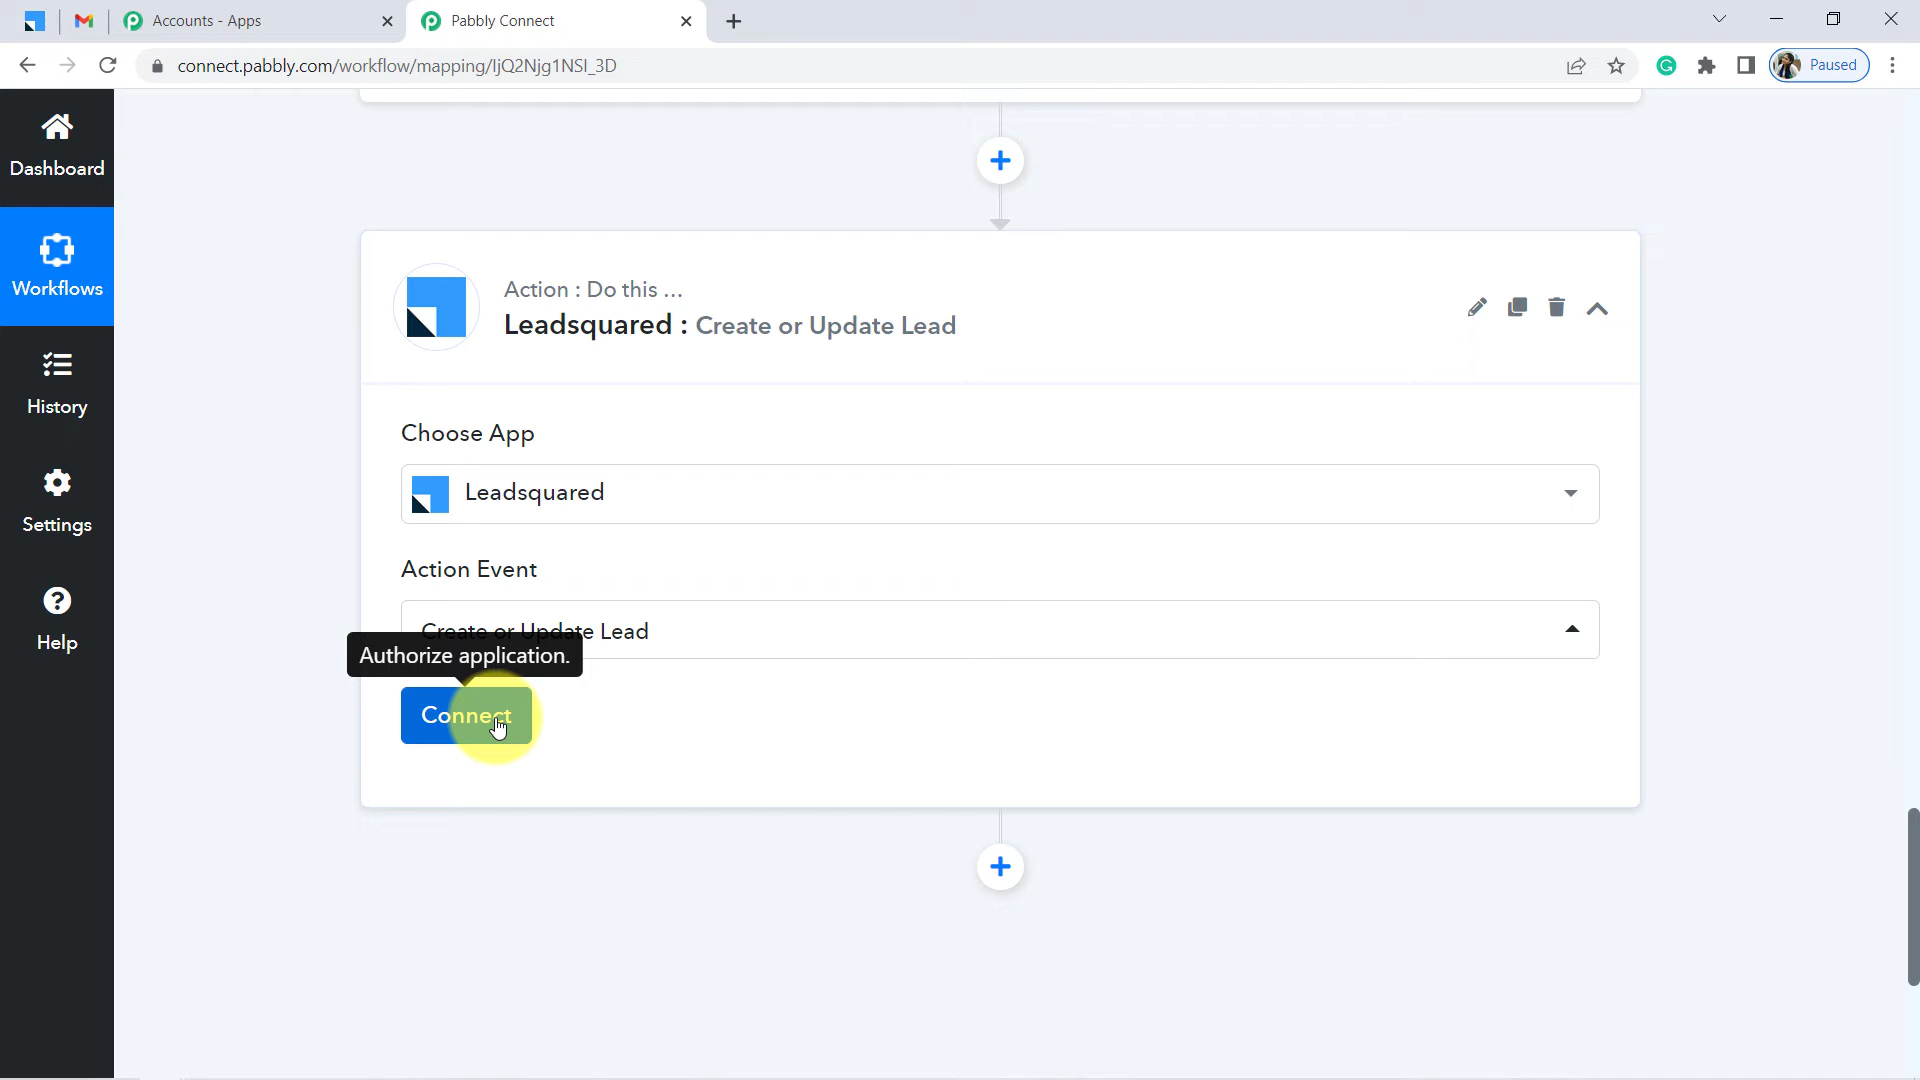 Accounts - Apps
Pabbly Connect
connect.pabbly.com/workflow/mapping/IjQ2Njg1NSI_3D
Paused
Dashboard
Workflows
History
Settings
Help
Action : Do this ...
Leadsquared : Create or Update Lead
Choose App
Leadsquared
Action Event
Create or Update Lead
Authorize application.
Connect